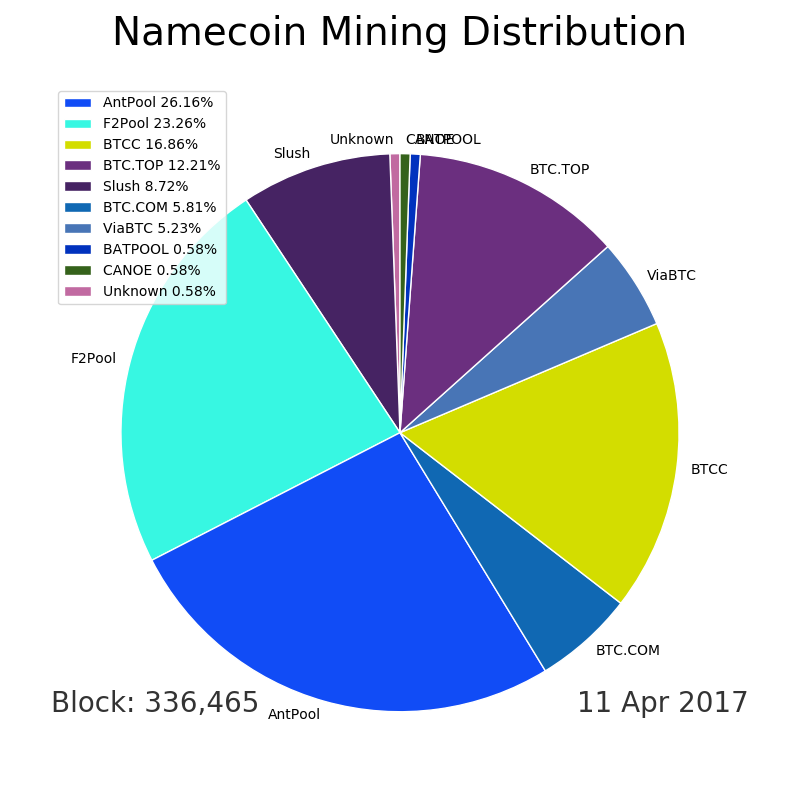 Namecoin Mining Distribution
AntPool 26.16%
F2Pool 23.26%
BTCC 16.86%
BTC.TOP 12.21%
Slush 8.72%
BTC.COM 5.81%
ViaBTC 5.23%
BATPOOL 0.58%
CANOE 0.58%
Unknown 0.58%
Unknown
CANOE
BATPOOL
Slush
BTC.TOP
ViaBTC
F2Pool
BTCC
BTC.COM
AntPool
Block: 336,465
11 Apr 2017